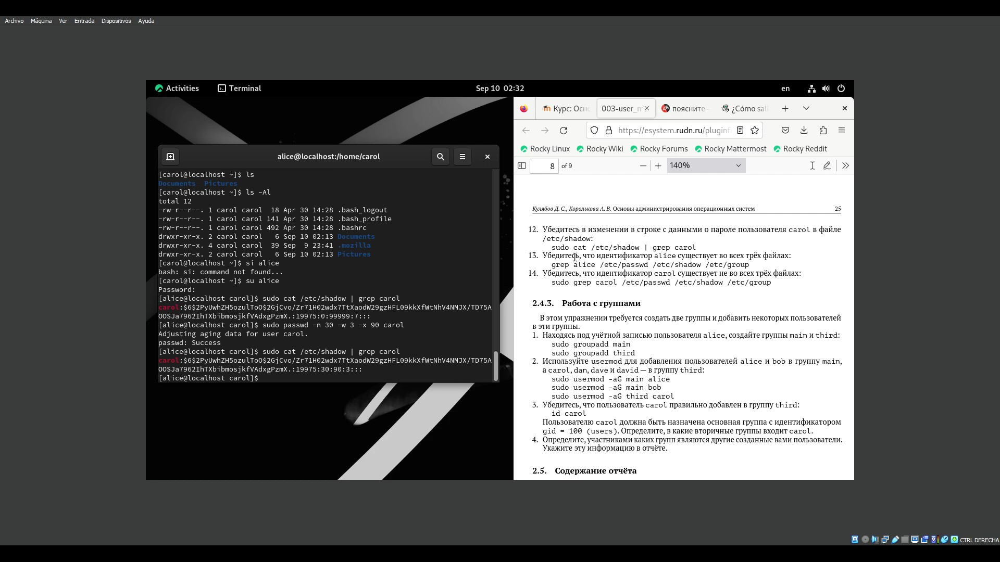 Archivo Máquina Ver Entrada Dispositivos Ayuda
Activities Terminal Sep 10 02:32 en
alice@localhost:/home/carol
[carol@localhost ~]$ ls
Documents Pictures
[carol@localhost ~]$ ls -Al
total 12
-rw-r--r--. 1 carol carol 18 Apr 30 14:28 .bash_logout
-rw-r--r--. 1 carol carol 141 Apr 30 14:28 .bash_profile
-rw-r--r--. 1 carol carol 492 Apr 30 14:28 .bashrc
drwxr-xr-x. 2 carol carol 6 Sep 10 02:13 Documents
drwxr-xr-x. 4 carol carol 39 Sep 9 23:41 .mozilla
drwxr-xr-x. 2 carol carol 6 Sep 10 02:13 Pictures
[carol@localhost ~]$ si alice
bash: si: command not found...
[carol@localhost ~]$ su alice
Password:
[alice@localhost carol]$ sudo cat /etc/shadow | grep carol
carol:$6$2PyUwhZH5ozulToO$2GjCvo/Zr71H02wdx7TtXaodW29gzHFL09kkXfWtNhV4NMJX/TD75A
OOSJa7962IhTXbibmosjkfVAdxgPzmX.:19975:0:99999:7:::
[alice@localhost carol]$ sudo passwd -n 30 -w 3 -x 90 carol
Adjusting aging data for user carol.
passwd: Success
[alice@localhost carol]$ sudo cat /etc/shadow | grep carol
carol:$6$2PyUwhZH5ozulToO$2GjCvo/Zr71H02wdx7TtXaodW29gzHFL09kkXfWtNhV4NMJX/TD75A
OOSJa7962IhTXbibmosjkfVAdxgPzmX.:19975:30:90:3:::
[alice@localhost carol]$
Курс: Осно 003-user_m поясните - ¿Cómo sali
https://esystem.rudn.ru/pluginf
Rocky Linux Rocky Wiki Rocky Forums Rocky Mattermost Rocky Reddit
8 of 9 140%
Кулябов Д. С., Королькова А. В. Основы администрирования операционных систем 25
12. Убедитесь в изменении в строке с данными о пароле пользователя carol в файле
/etc/shadow:
sudo cat /etc/shadow | grep carol
13. Убедитесь, что идентификатор alice существует во всех трёх файлах:
grep alice /etc/passwd /etc/shadow /etc/group
14. Убедитесь, что идентификатор carol существует не во всех трёх файлах:
sudo grep carol /etc/passwd /etc/shadow /etc/group
2.4.3. Работа с группами
В этом упражнении требуется создать две группы и добавить некоторых пользователей
в эти группы.
1. Находясь под учётной записью пользователя alice, создайте группы main и third:
sudo groupadd main
sudo groupadd third
2. Используйте usermod для добавления пользователей alice и bob в группу main,
а carol, dan, dave и david — в группу third:
sudo usermod -aG main alice
sudo usermod -aG main bob
sudo usermod -aG third carol
3. Убедитесь, что пользователь carol правильно добавлен в группу third:
id carol
Пользователю carol должна быть назначена основная группа с идентификатором
gid = 100 (users). Определите, в какие вторичные группы входит carol.
4. Определите, участниками каких групп являются другие созданные вами пользователи.
Укажите эту информацию в отчёте.
2.5. Содержание отчёта
CTRL DERECHA